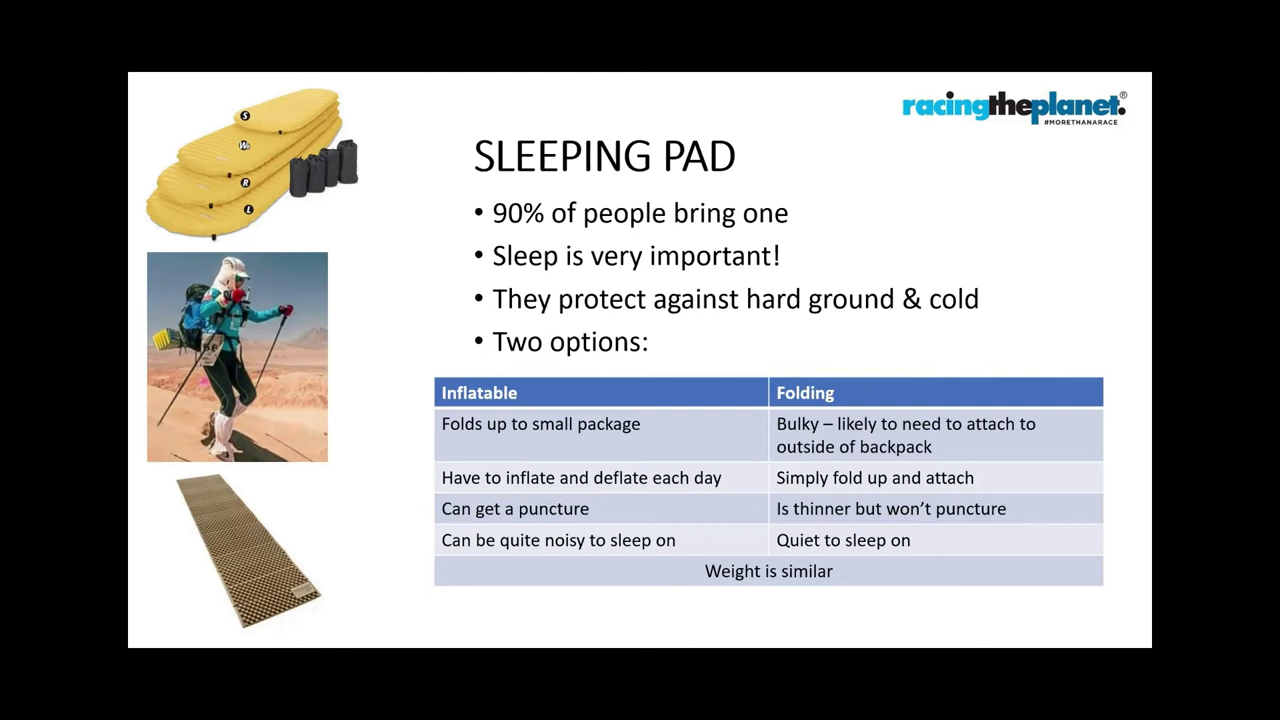 racingtheplanet.®
#MORETHANARACE
S
W
R
L
SLEEPING PAD
• 90% of people bring one
• Sleep is very important!
• They protect against hard ground & cold
• Two options:
Inflatable
Folding
Folds up to small package
Bulky – likely to need to attach to
outside of backpack
Have to inflate and deflate each day
Simply fold up and attach
Can get a puncture
Is thinner but won’t puncture
Can be quite noisy to sleep on
Quiet to sleep on
Weight is similar